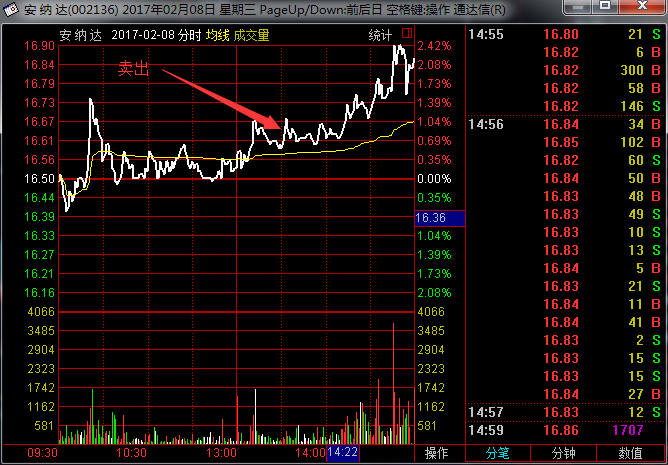 安纳达(002136) 2017年02月08日 星期三 PageUp/Down:前后日 空格键:操作 通达信(R)
安纳达 2017-02-08 分时 均线 成交量 统计
卖出
16.90 2.42%
16.84 2.08%
16.79 1.73%
16.73 1.39%
16.67 1.04%
16.61 0.69%
16.56 0.35%
16.50 0.00%
16.44 0.35%
16.39 16.36
16.33 1.04%
16.27 1.39%
16.21 1.73%
16.16 2.08%
4066 4066
3485 3485
2904 2904
2323 2323
1742 1742
1162 1162
581 581
09:30 10:30 13:00 14:00 14:22 操作
14:55 16.80 21 S
16.82 6 B
16.82 300 B
16.82 58 B
16.82 146 S
14:56 16.84 34 B
16.85 102 B
16.82 60 S
16.84 50 B
16.83 48 B
16.83 49 S
16.83 10 S
16.83 13 S
16.84 5 B
16.83 21 S
16.84 11 B
16.84 41 B
16.83 2 S
16.83 15 S
16.83 15 S
16.84 27 B
14:57 16.83 12 S
14:59 16.86 1707
分笔 分钟 数值